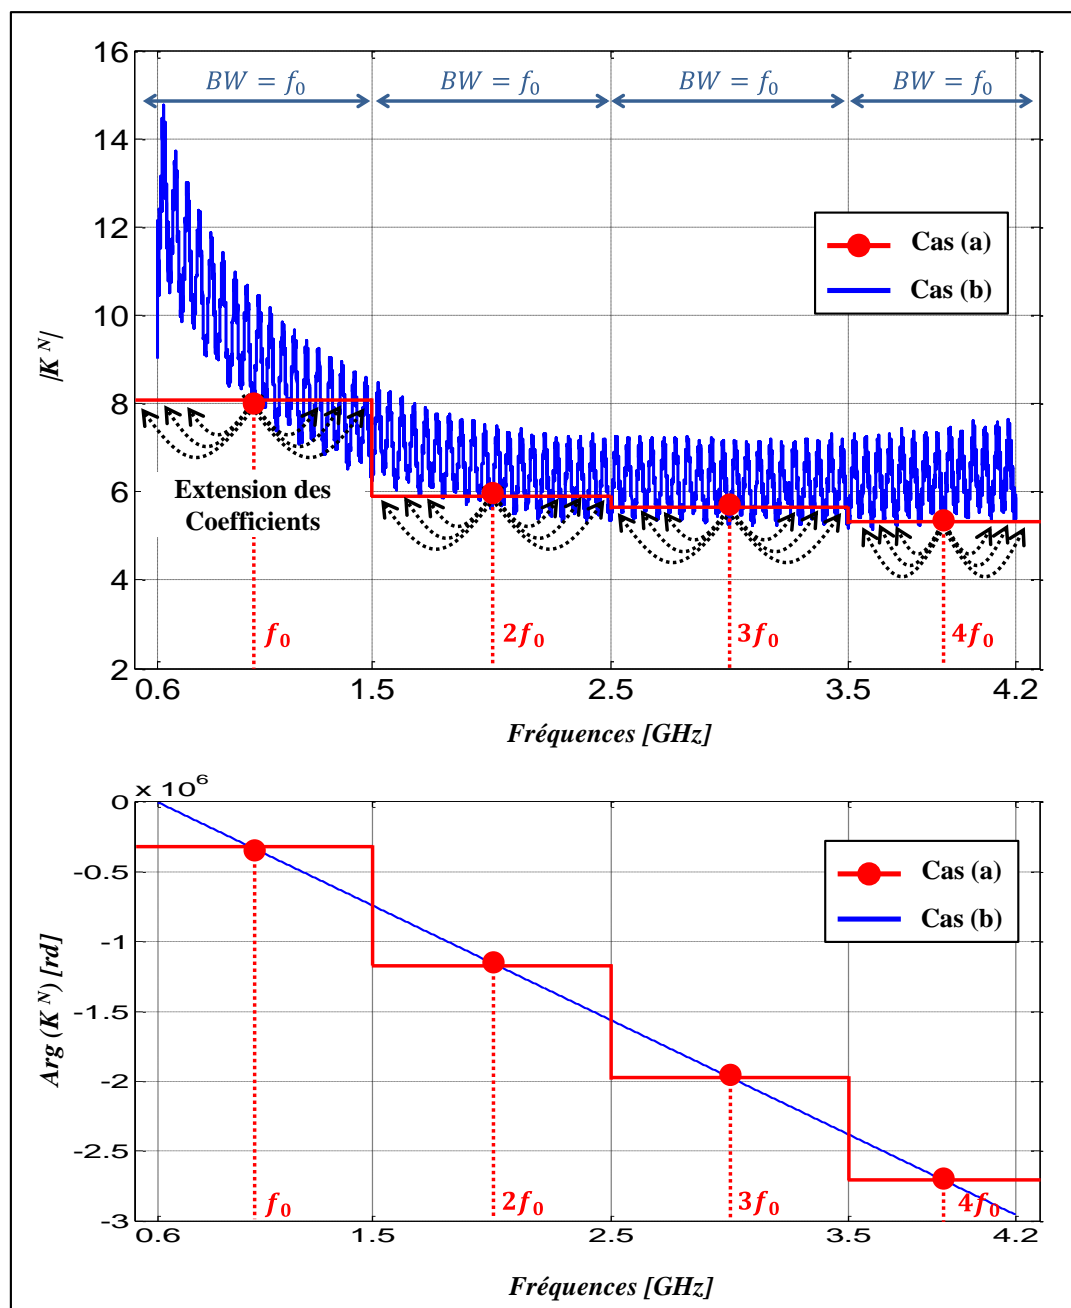 16
14
12
10
8
6
4
2
|K ᴺ|
BW = f₀
BW = f₀
BW = f₀
BW = f₀
Cas (a)
Cas (b)
Extension des
Coefficients
f₀
2f₀
3f₀
4f₀
0.6
1.5
2.5
3.5
4.2
Fréquences [GHz]
× 10⁶
0
-0.5
-1
-1.5
-2
-2.5
-3
Arg (K ᴺ) [rd]
Cas (a)
Cas (b)
f₀
2f₀
3f₀
4f₀
0.6
1.5
2.5
3.5
4.2
Fréquences [GHz]